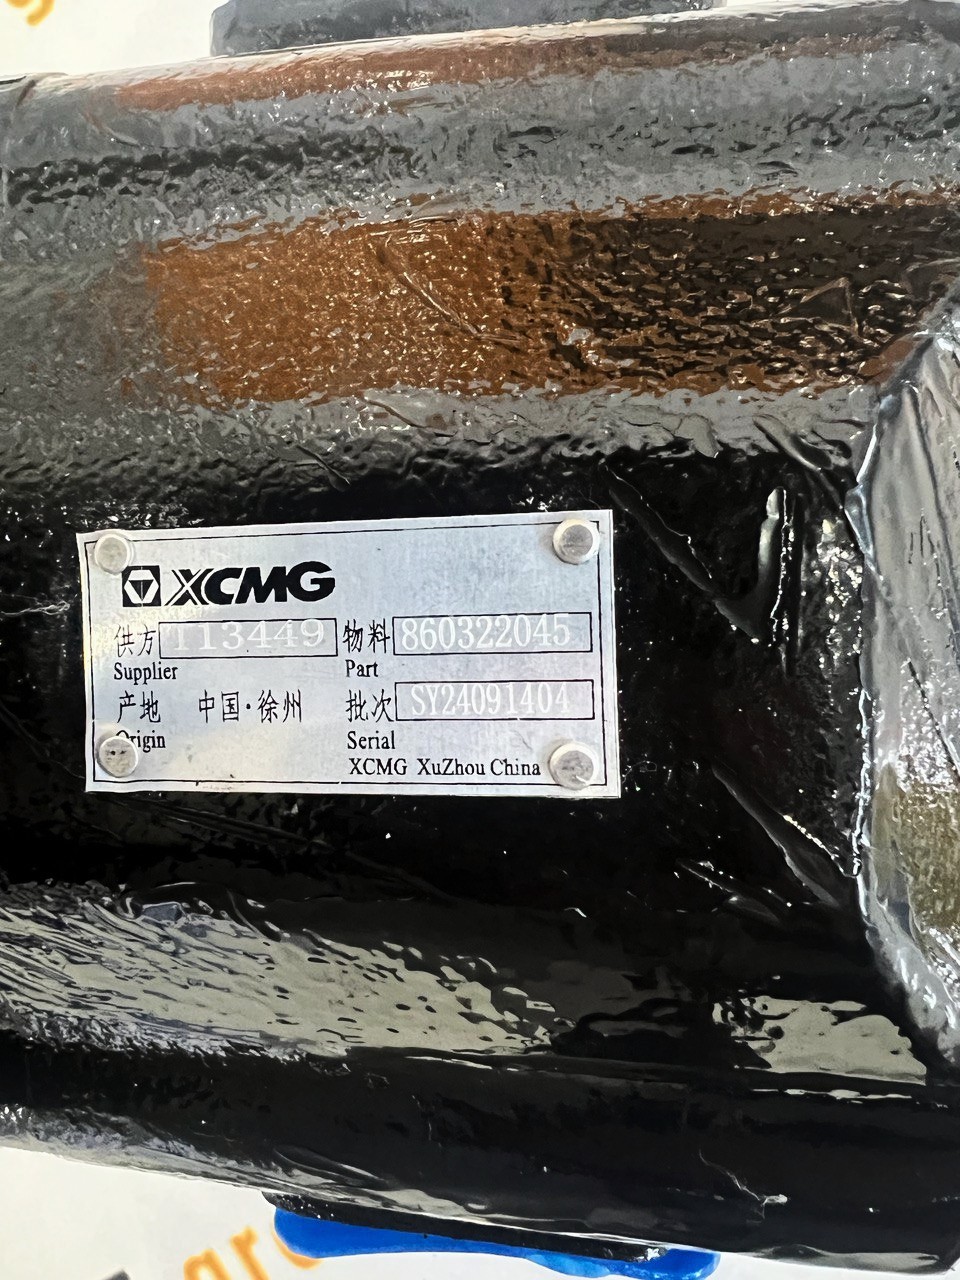 XCMG
供方 113449 物料 860322045
Supplier Part
产地 中国·徐州 批次 SY24091404
Origin Serial
XCMG XuZhou China
gro